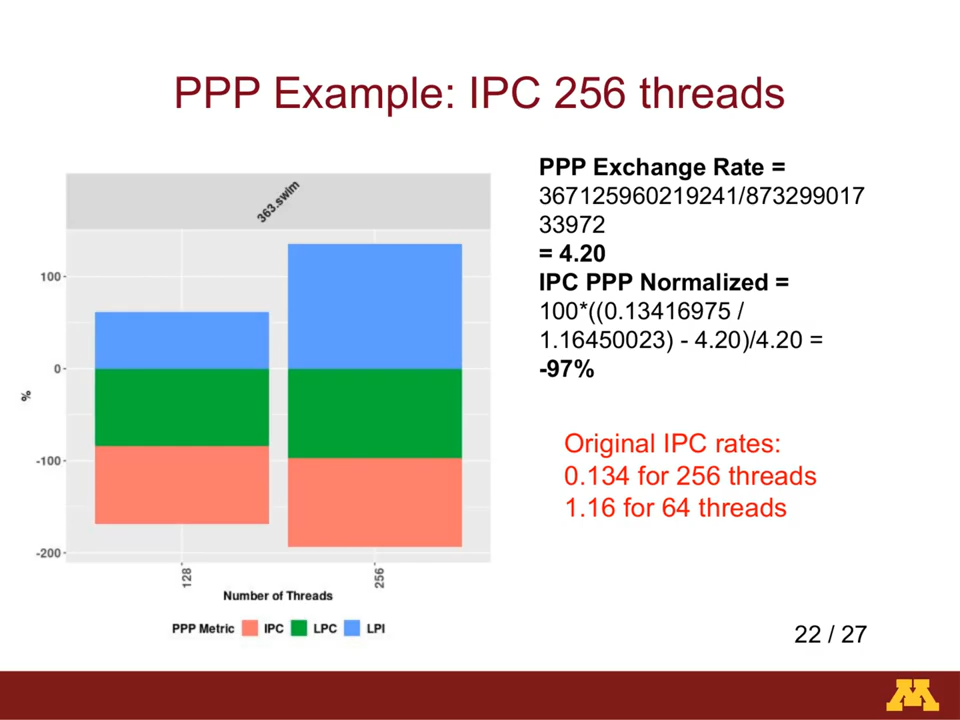 PPP Example: IPC 256 threads
363.swim
100
0
-100
-200
%
128
256
Number of Threads
PPP Metric IPC LPC LPI
PPP Exchange Rate =
367125960219241/873299017
33972
= 4.20
IPC PPP Normalized =
100*((0.13416975 /
1.16450023) - 4.20)/4.20 =
-97%
Original IPC rates:
0.134 for 256 threads
1.16 for 64 threads
22 / 27
M